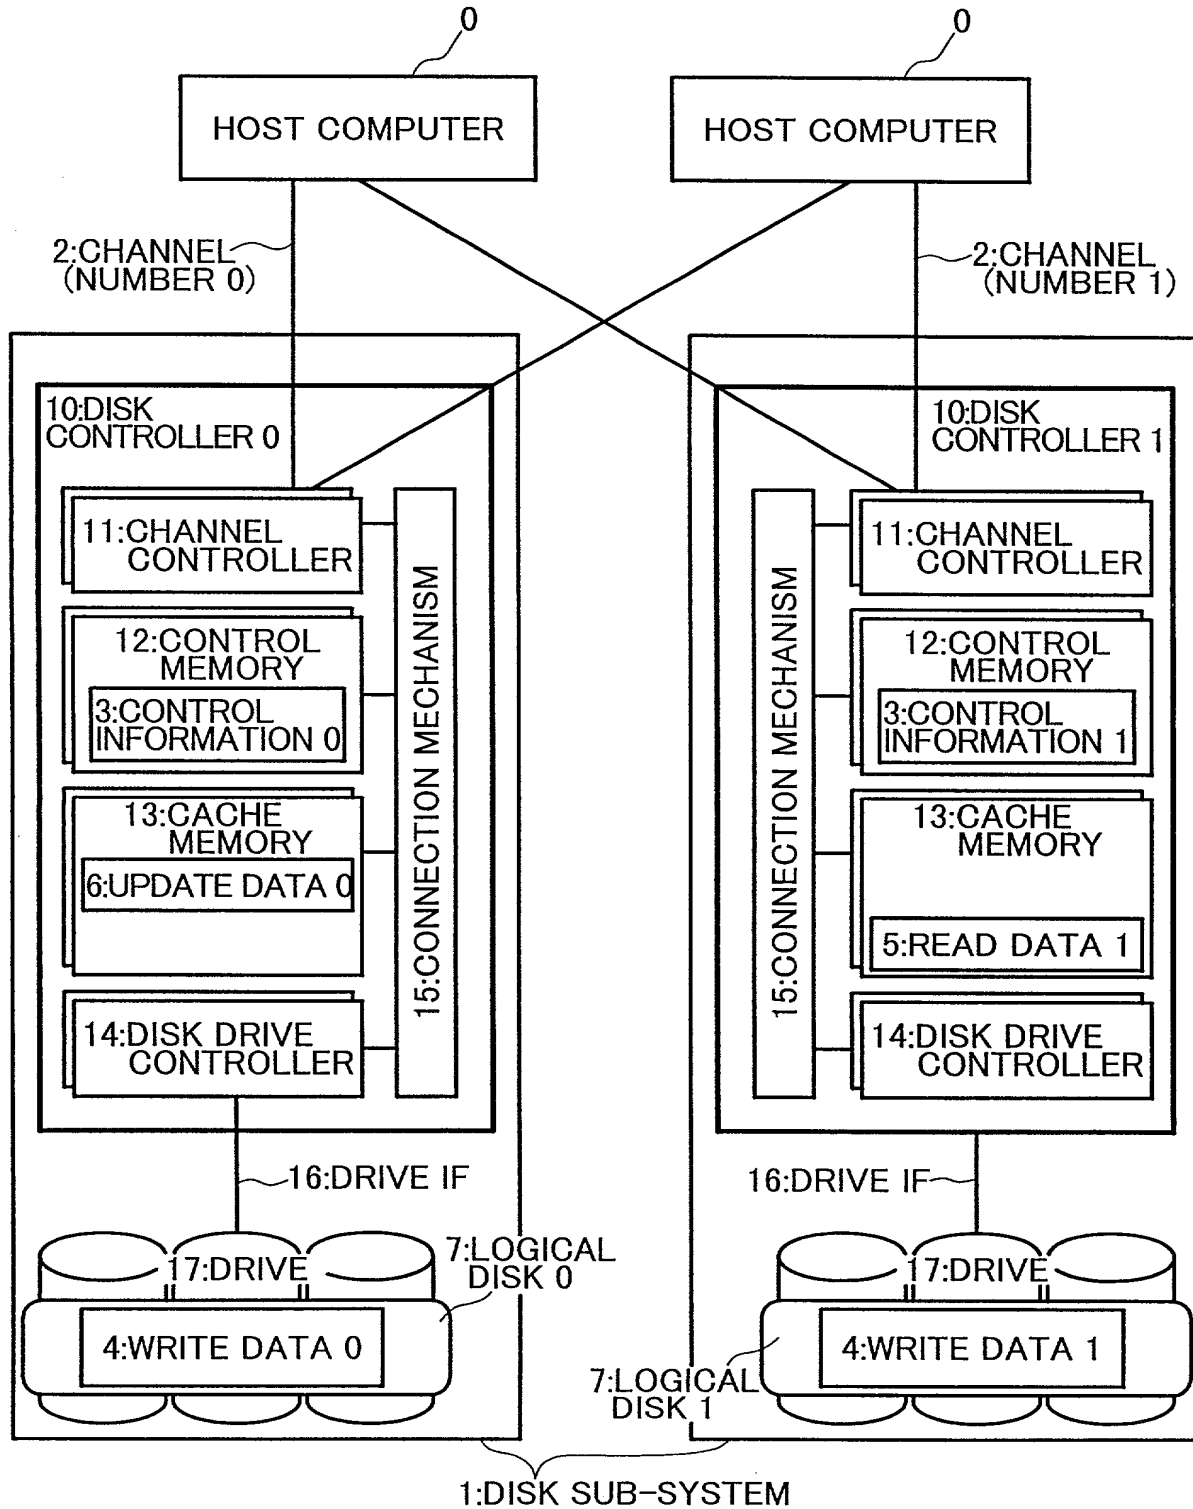 0
0
HOST COMPUTER
HOST COMPUTER
2:CHANNEL
(NUMBER 0)
2:CHANNEL
(NUMBER 1)
10:DISK
CONTROLLER 0
11:CHANNEL
CONTROLLER
12:CONTROL
MEMORY
3:CONTROL
INFORMATION 0
13:CACHE
MEMORY
6:UPDATE DATA 0
14:DISK DRIVE
CONTROLLER
15:CONNECTION MECHANISM
16:DRIVE IF
17:DRIVE
7:LOGICAL
DISK 0
4:WRITE DATA 0
10:DISK
CONTROLLER 1
15:CONNECTION MECHANISM
11:CHANNEL
CONTROLLER
12:CONTROL
MEMORY
3:CONTROL
INFORMATION 1
13:CACHE
MEMORY
5:READ DATA 1
14:DISK DRIVE
CONTROLLER
16:DRIVE IF
17:DRIVE
4:WRITE DATA 1
7:LOGICAL
DISK 1
1:DISK SUB-SYSTEM